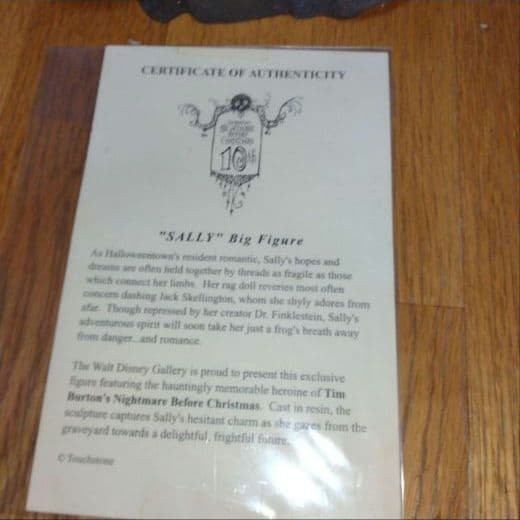 CERTIFICATE OF AUTHENTICITY
NIGHTMARE
BEFORE
CHRISTMAS
10th
"SALLY" Big Figure
As Halloweentown's resident romantic, Sally's hopes and
dreams are often held together by threads as fragile as those
which connect her limbs. Her rag doll reveries most often
concern dashing Jack Skellington, whom she shyly adores from
afar. Though repressed by her creator Dr. Finklestein, Sally's
adventurous spirit will soon take her just a frog's breath away
from danger...and romance.
The Walt Disney Gallery is proud to present this exclusive
figure featuring the hauntingly memorable heroine of Tim
Burton's Nightmare Before Christmas. Cast in resin, the
sculpture captures Sally's hesitant charm as she gazes from the
graveyard towards a delightful, frightful future.
© Touchstone